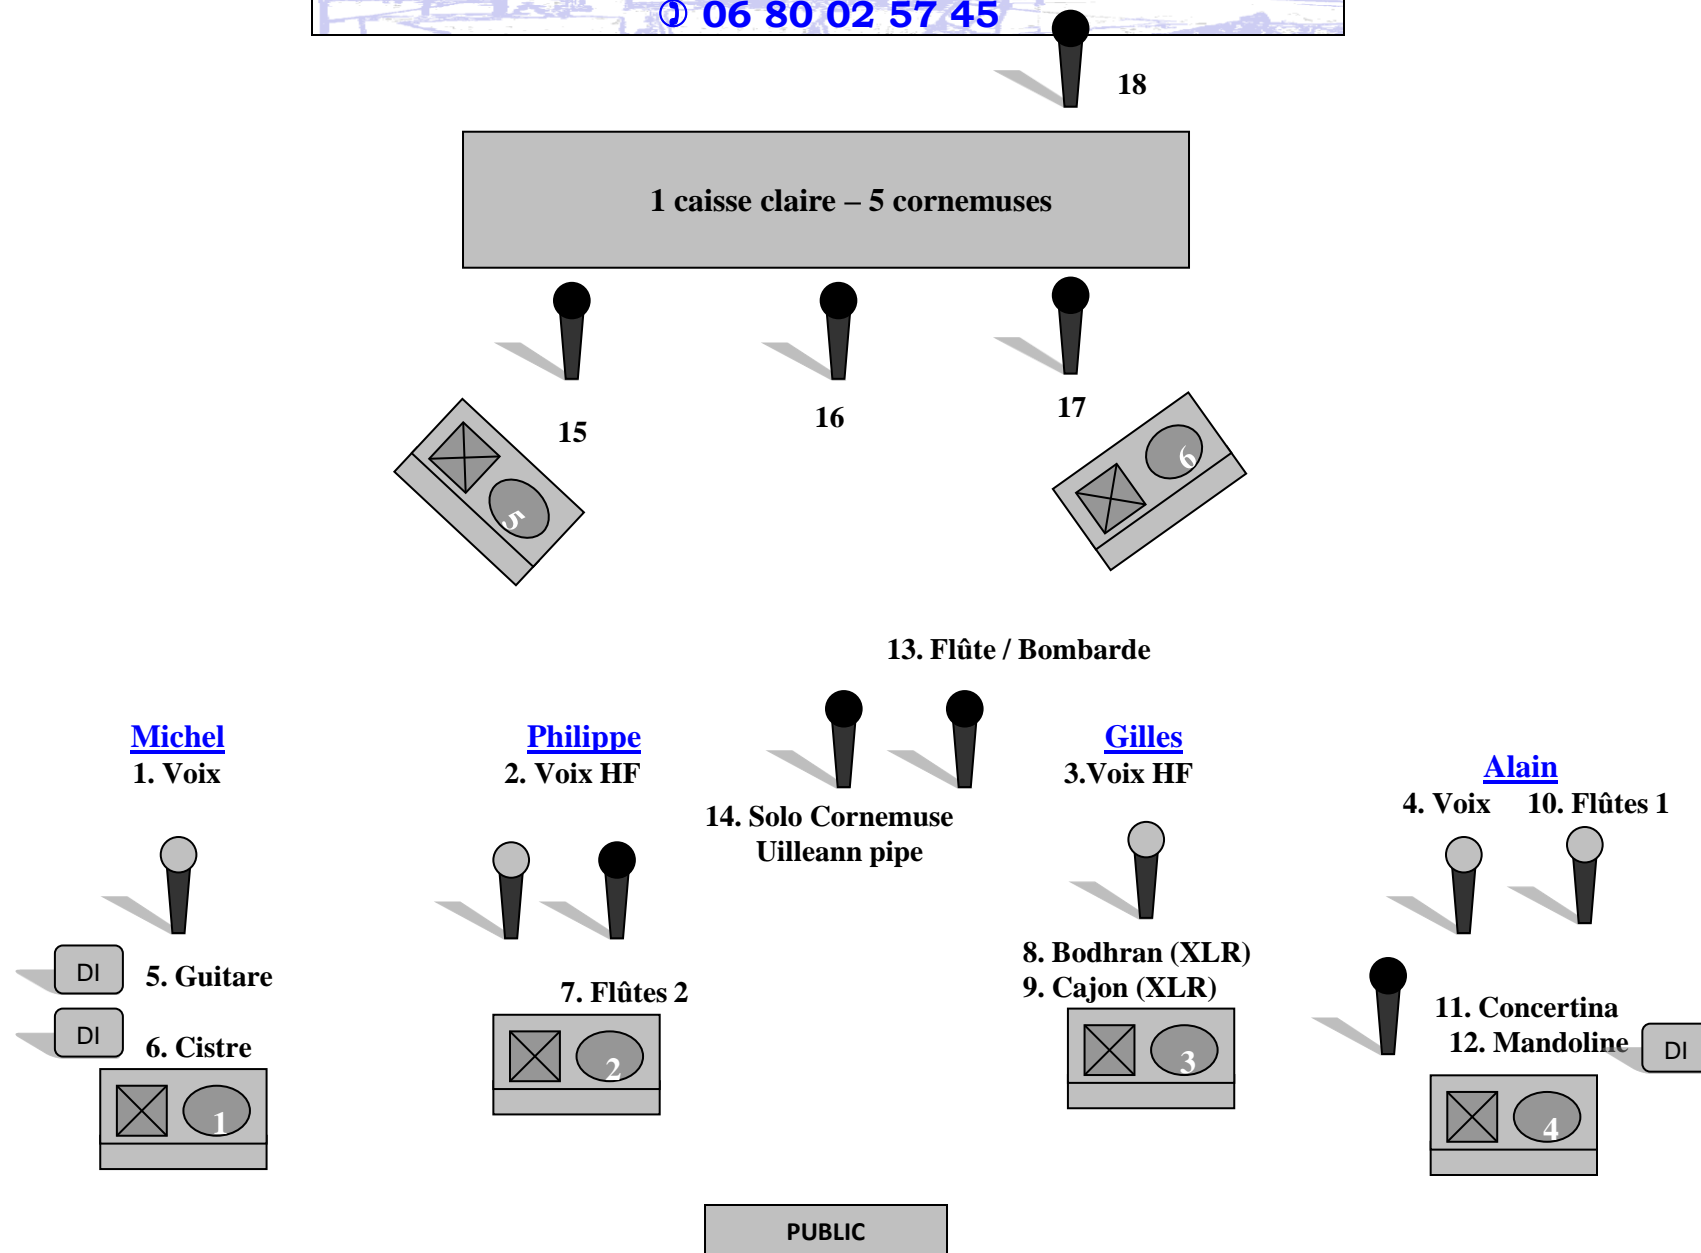 ✆ 06 80 02 57 45
18
1 caisse claire – 5 cornemuses
15
16
17
5
6
13. Flûte / Bombarde
Michel
1. Voix
Philippe
2. Voix HF
Gilles
3.Voix HF
Alain
4. Voix 10. Flûtes 1
14. Solo Cornemuse
Uilleann pipe
DI
5. Guitare
DI
6. Cistre
7. Flûtes 2
8. Bodhran (XLR)
9. Cajon (XLR)
11. Concertina
12. Mandoline
DI
1
2
3
4
PUBLIC